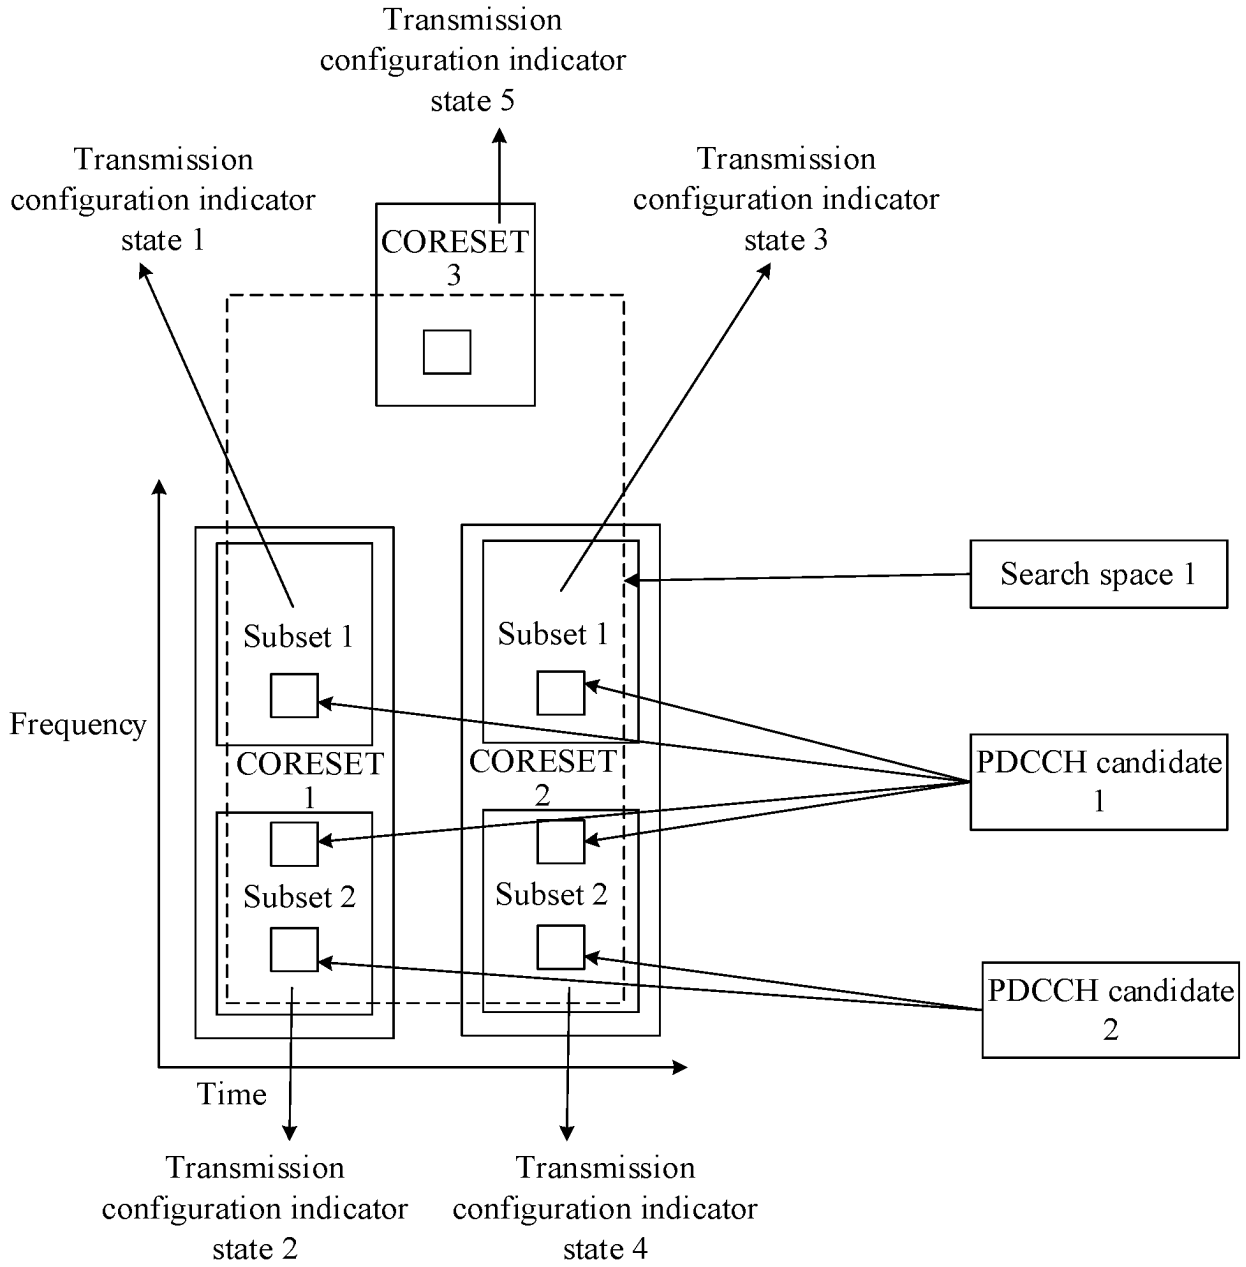 Transmission
configuration indicator
state 5
Transmission
configuration indicator
state 1
Transmission
configuration indicator
state 3
CORESET
3
Search space 1
Subset 1
Subset 1
Frequency
CORESET
1
CORESET
2
PDCCH candidate
1
Subset 2
Subset 2
PDCCH candidate
2
Time
Transmission
configuration indicator
state 2
Transmission
configuration indicator
state 4